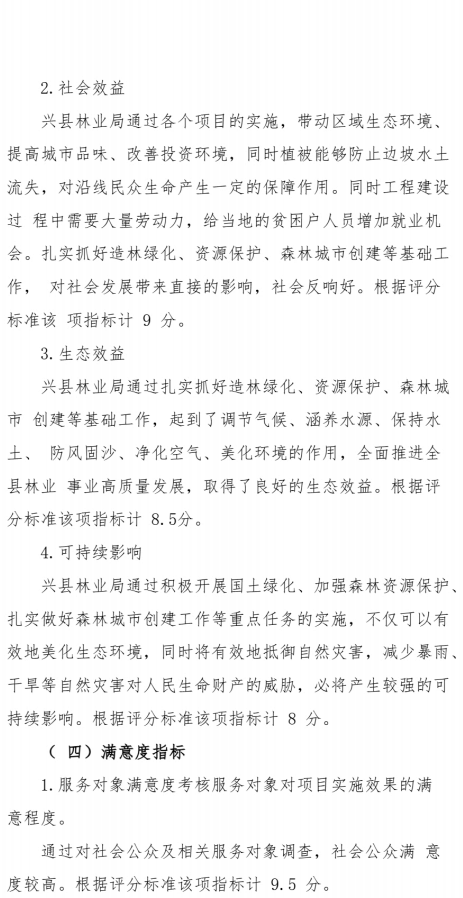 2.社会效益
兴县林业局通过各个项目的实施，带动区域生态环境、
提高城市品味、改善投资环境，同时植被能够防止边坡水土
流失，对沿线民众生命产生一定的保障作用。同时工程建设
过 程中需要大量劳动力，给当地的贫困户人员增加就业机
会。扎实抓好造林绿化、资源保护、森林城市创建等基础工
作， 对社会发展带来直接的影响，社会反响好。根据评分
标准该 项指标计 9 分。
3.生态效益
兴县林业局通过扎实抓好造林绿化、资源保护、森林城
市 创建等基础工作，起到了调节气候、涵养水源、保持水
土、 防风固沙、净化空气、美化环境的作用，全面推进全
县林业 事业高质量发展，取得了良好的生态效益。根据评
分标准该项指标计 8.5分。
4.可持续影响
兴县林业局通过积极开展国土绿化、加强森林资源保护、
扎实做好森林城市创建工作等重点任务的实施，不仅可以有
效地美化生态环境，同时将有效地抵御自然灾害，减少暴雨、
干旱等自然灾害对人民生命财产的威胁，必将产生较强的可
持续影响。根据评分标准该项指标计 8 分。
（ 四）满意度指标
1.服务对象满意度考核服务对象对项目实施效果的满
意程度。
通过对社会公众及相关服务对象调查，社会公众满 意
度较高。根据评分标准该项指标计 9.5 分。